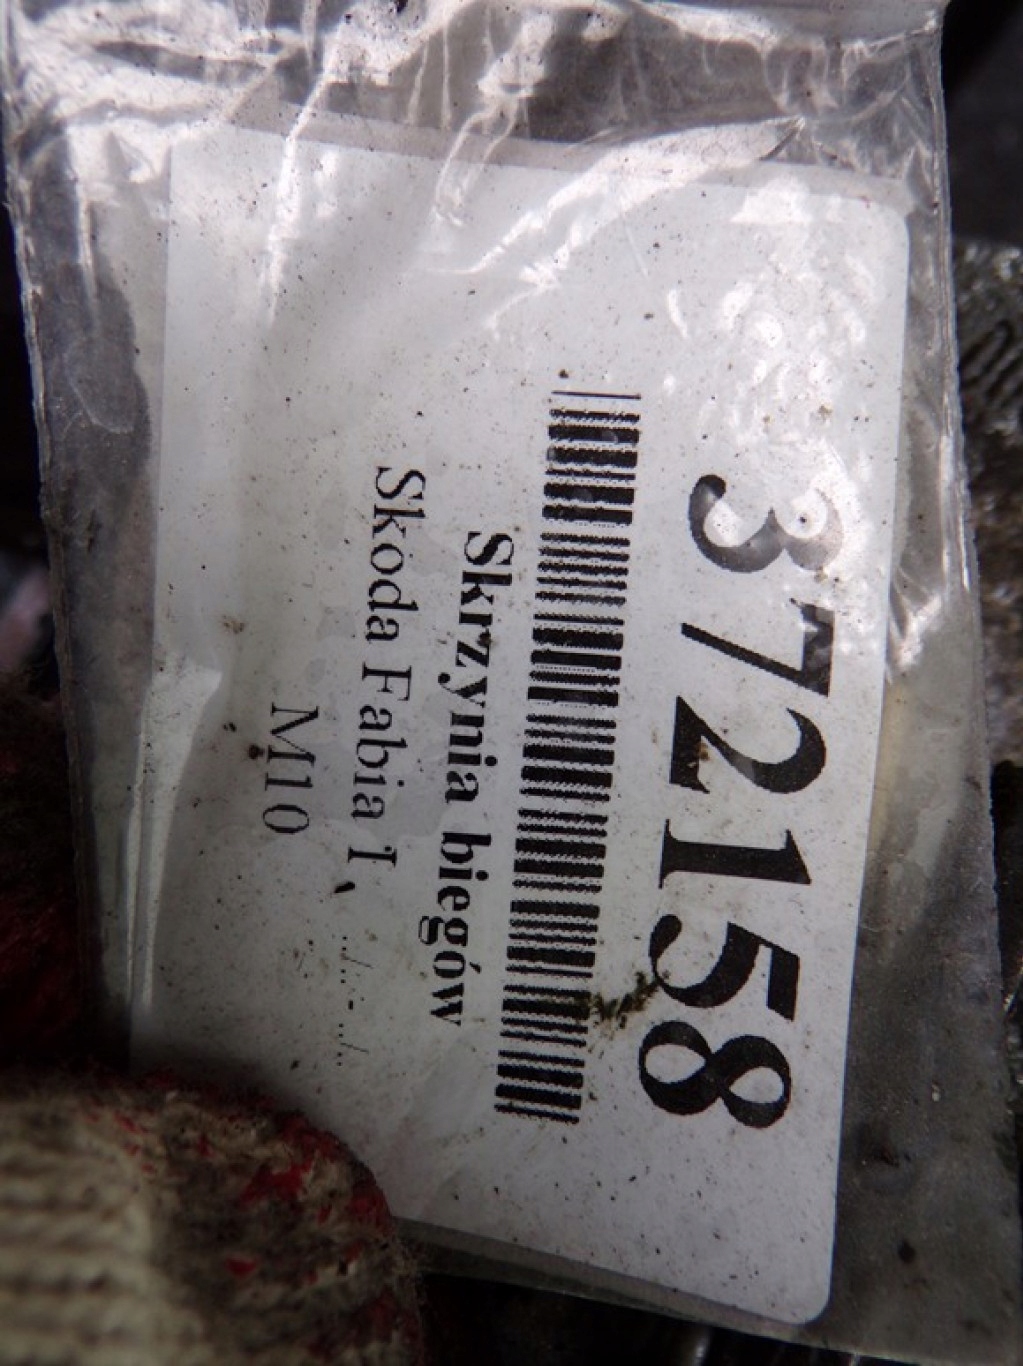 372158
Skrzynia biegów
Skoda Fabia I
../.. - ../..
M10